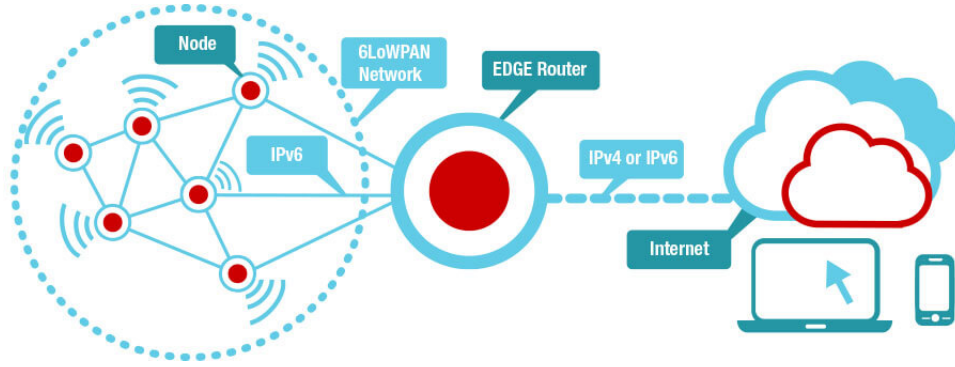 Node
6LoWPAN
Network
EDGE Router
IPv6
IPv4 or IPv6
Internet